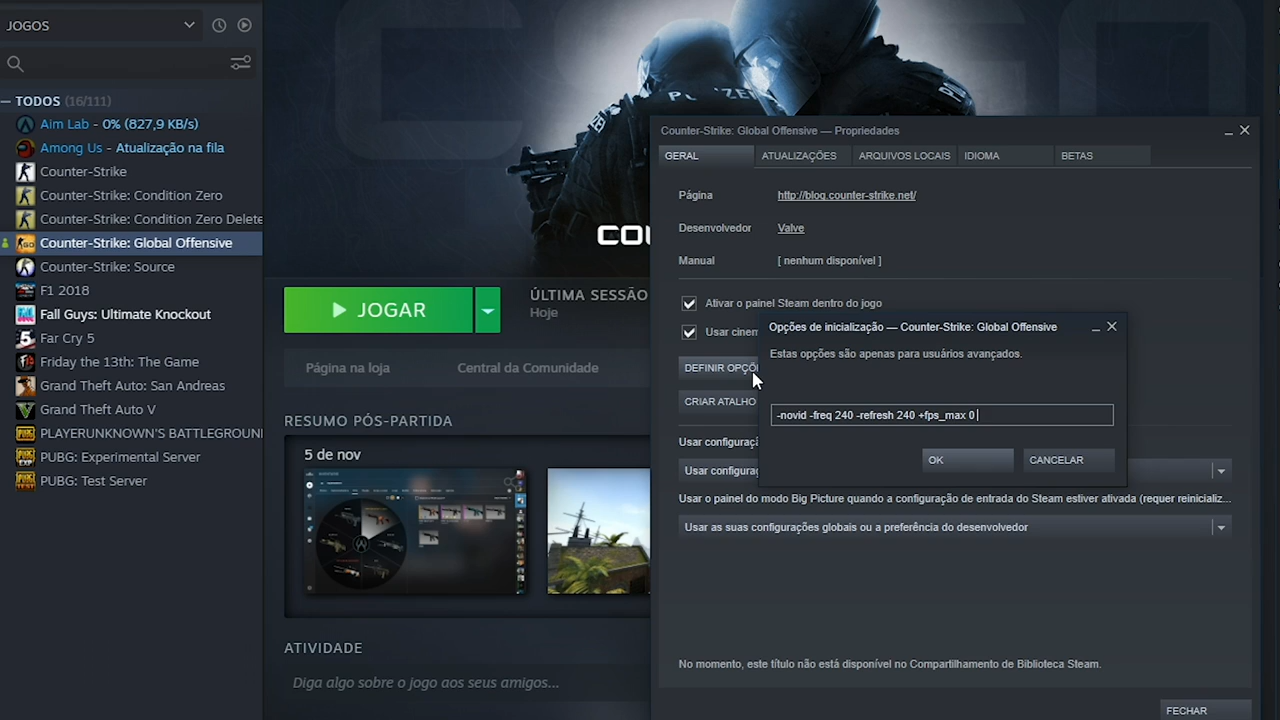 JOGOS
TODOS (16/111)
Aim Lab - 0% (827,9 KB/s)
Among Us - Atualização na fila
Counter-Strike
Counter-Strike: Condition Zero
Counter-Strike: Condition Zero Delete
Counter-Strike: Global Offensive
Counter-Strike: Source
F1 2018
Fall Guys: Ultimate Knockout
Far Cry 5
Friday the 13th: The Game
Grand Theft Auto: San Andreas
Grand Theft Auto V
PLAYERUNKNOWN'S BATTLEGROUN
PUBG: Experimental Server
PUBG: Test Server
COU
JOGAR
ÚLTIMA SESSÃO
Hoje
Página na loja
Central da Comunidade
RESUMO PÓS-PARTIDA
5 de nov
ATIVIDADE
Diga algo sobre o jogo aos seus amigos...
Counter-Strike: Global Offensive — Propriedades
GERAL
ATUALIZAÇÕES
ARQUIVOS LOCAIS
IDIOMA
BETAS
Página
http://blog.counter-strike.net/
Desenvolvedor
Valve
Manual
[ nenhum disponível ]
Ativar o painel Steam dentro do jogo
Usar cinem
DEFINIR OPÇÕE
CRIAR ATALHO
Usar configuraç
Usar configuraç
Usar o painel do modo Big Picture quando a configuração de entrada do Steam estiver ativada (requer reinicializ...
Usar as suas configurações globais ou a preferência do desenvolvedor
No momento, este título não está disponível no Compartilhamento de Biblioteca Steam.
FECHAR
Opções de inicialização — Counter-Strike: Global Offensive
Estas opções são apenas para usuários avançados.
-novid -freq 240 -refresh 240 +fps_max 0
OK
CANCELAR